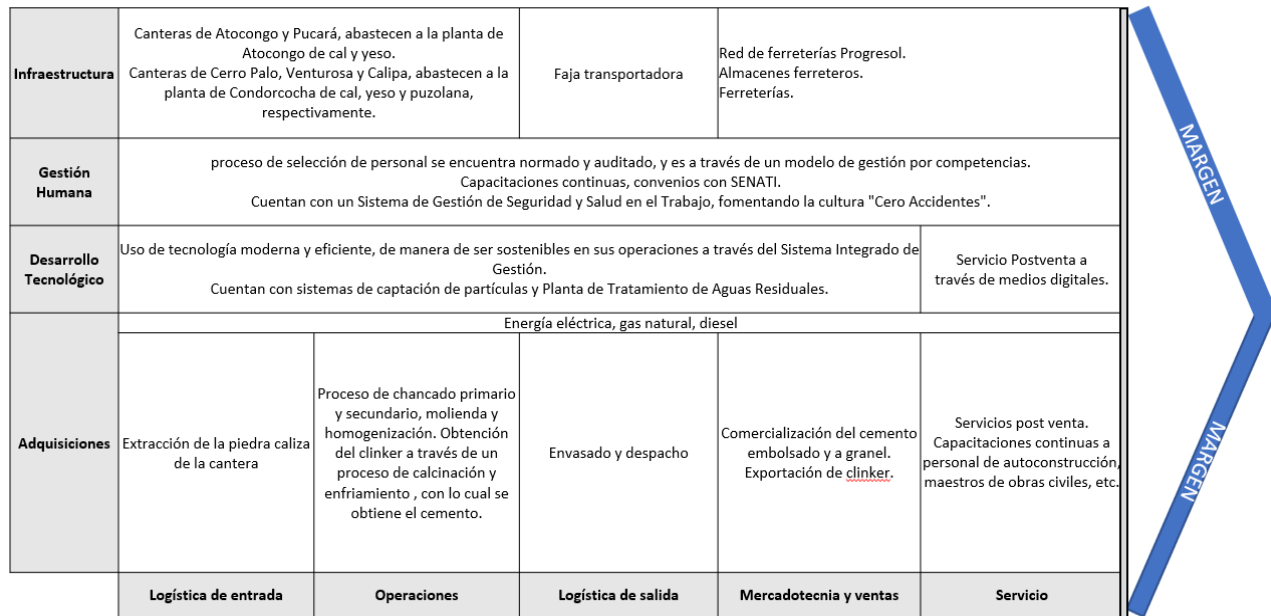 Infraestructura
Canteras de Atocongo y Pucará, abastecen a la planta de
Atocongo de cal y yeso.
Canteras de Cerro Palo, Venturosa y Calipa, abastecen a la
planta de Condorcocha de cal, yeso y puzolana,
respectivamente.
Faja transportadora
Red de ferreterías Progresol.
Almacenes ferreteros.
Ferreterías.
Gestión
Humana
proceso de selección de personal se encuentra normado y auditado, y es a través de un modelo de gestión por competencias.
Capacitaciones continuas, convenios con SENATI.
Cuentan con un Sistema de Gestión de Seguridad y Salud en el Trabajo, fomentando la cultura "Cero Accidentes".
Desarrollo
Tecnológico
Uso de tecnología moderna y eficiente, de manera de ser sostenibles en sus operaciones a través del Sistema Integrado de
Gestión.
Cuentan con sistemas de captación de partículas y Planta de Tratamiento de Aguas Residuales.
Servicio Postventa a
través de medios digitales.
Adquisiciones
Energía eléctrica, gas natural, diesel
Extracción de la piedra caliza
de la cantera
Proceso de chancado primario
y secundario, molienda y
homogenización. Obtención
del clinker a través de un
proceso de calcinación y
enfriamiento , con lo cual se
obtiene el cemento.
Envasado y despacho
Comercialización del cemento
embolsado y a granel.
Exportación de clinker.
Servicios post venta.
Capacitaciones continuas a
personal de autoconstrucción,
maestros de obras civiles, etc.
Logística de entrada
Operaciones
Logística de salida
Mercadotecnia y ventas
Servicio
MARGEN
MARGEN